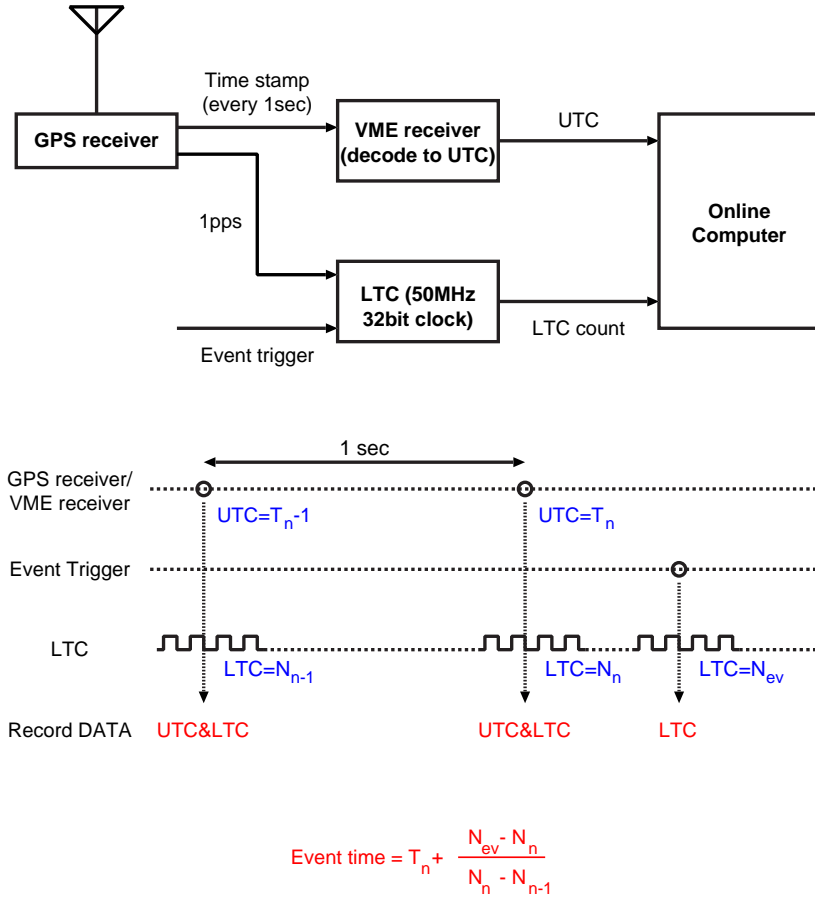 Time stamp
(every 1sec)
GPS receiver
VME receiver
(decode to UTC)
UTC
Online
Computer
1pps
LTC (50MHz
32bit clock)
LTC count
Event trigger
1 sec
GPS receiver/
VME receiver
UTC=Tn-1
UTC=Tn
Event Trigger
LTC
LTC=Nn-1
LTC=Nn
LTC=Nev
Record DATA
UTC&LTC
UTC&LTC
LTC
Event time = Tn+
Nev- Nn
Nn - Nn-1